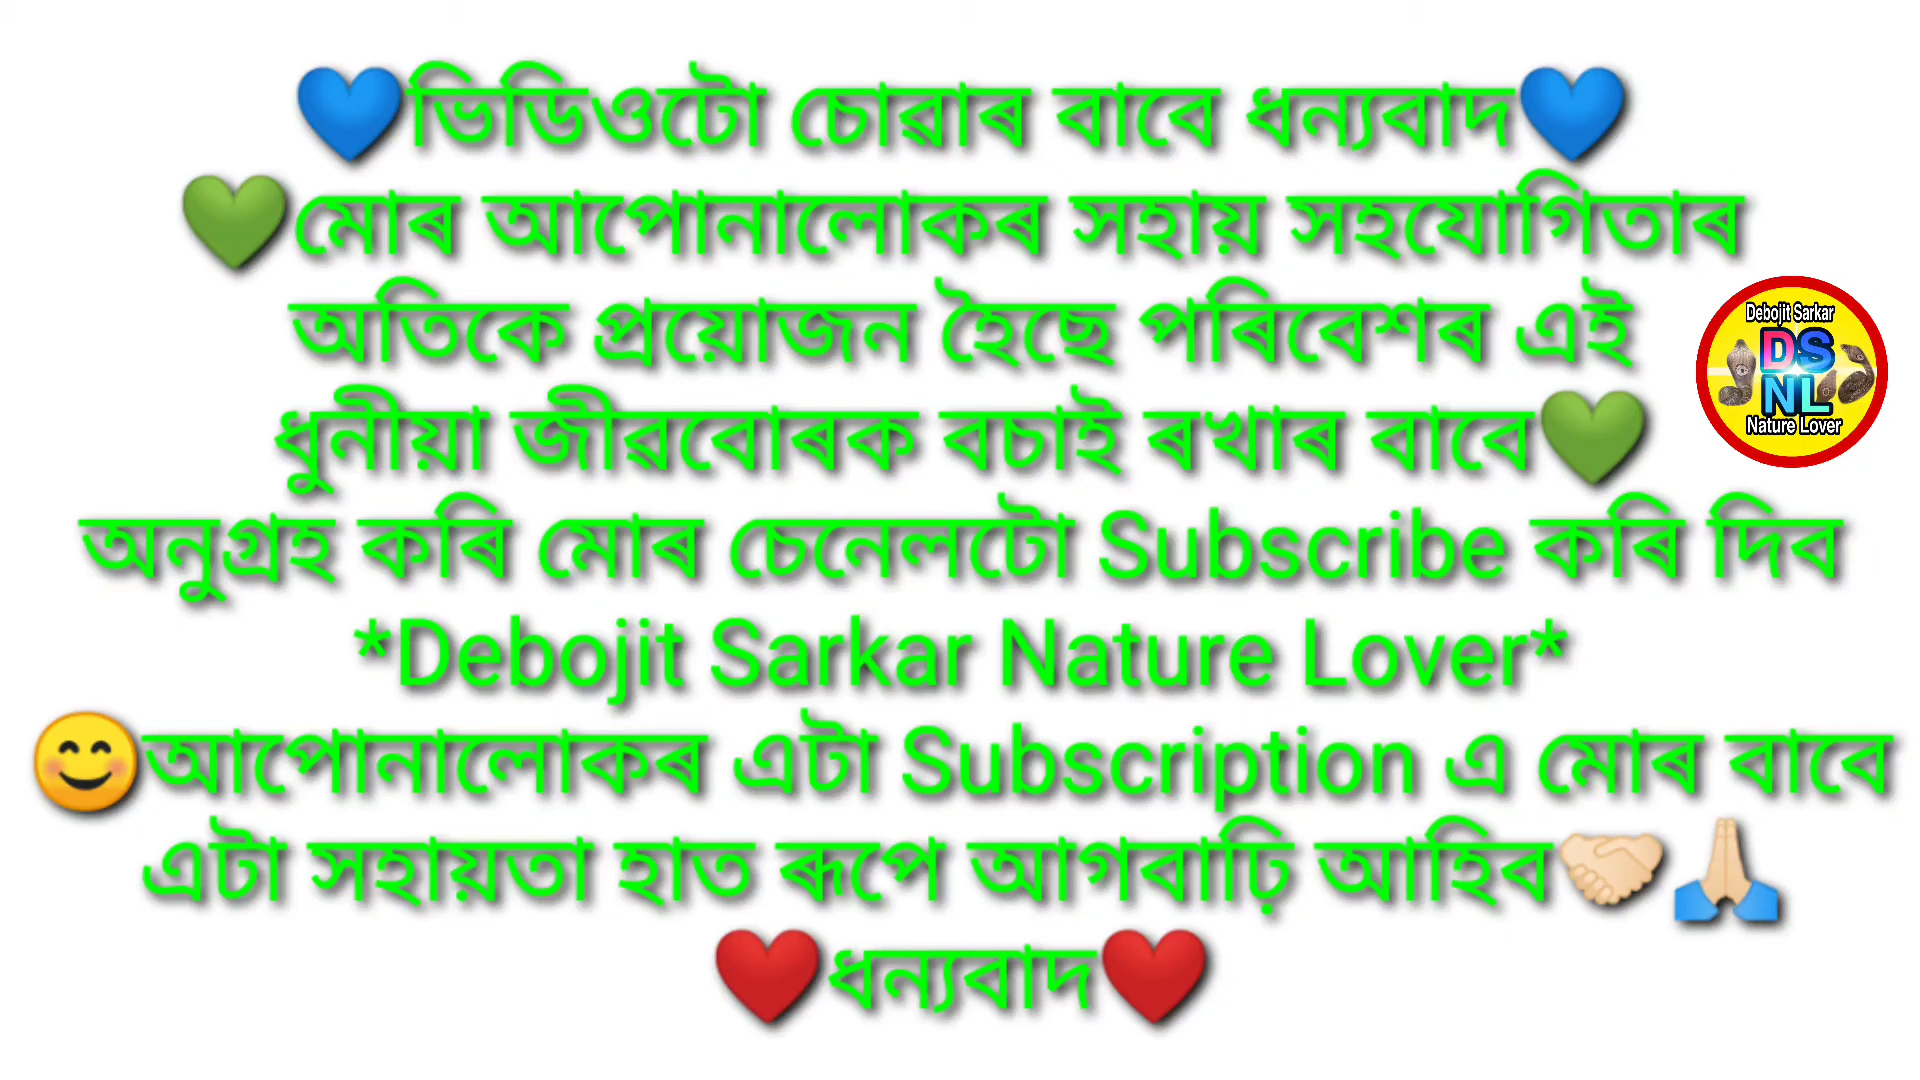 💙ভিডিওটো চোৱাৰ বাবে ধন্যবাদ💙
💚মোৰ আপোনালোকৰ সহায় সহযোগিতাৰ
অতিকে প্ৰয়োজন হৈছে পৰিবেশৰ এই
ধুনীয়া জীৱবোৰক বচাই ৰখাৰ বাবে💚
অনুগ্ৰহ কৰি মোৰ চেনেলটো Subscribe কৰি দিব
*Debojit Sarkar Nature Lover*
😊আপোনালোকৰ এটা Subscription এ মোৰ বাবে
এটা সহায়তা হাত ৰূপে আগবাঢ়ি আহিব🤝🏻🙏🏻
❤️ধন্যবাদ❤️
Debojit Sarkar
DS
NL
Nature Lover